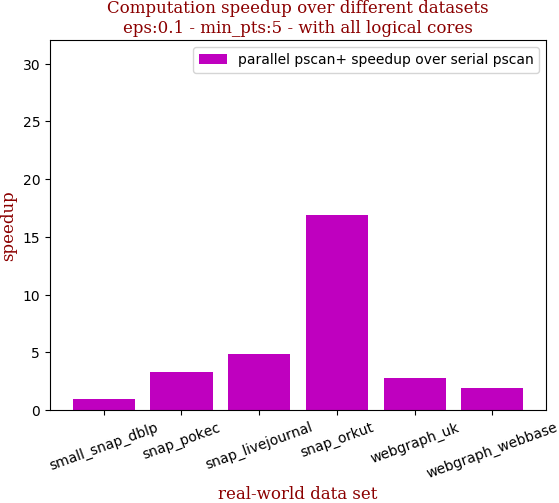 Computation speedup over different datasets
eps:0.1 - min_pts:5 - with all logical cores
parallel pscan+ speedup over serial pscan
speedup
30
25
20
15
10
5
0
small_snap_dblp
snap_pokec
snap_livejournal
snap_orkut
webgraph_uk
webgraph_webbase
real-world data set